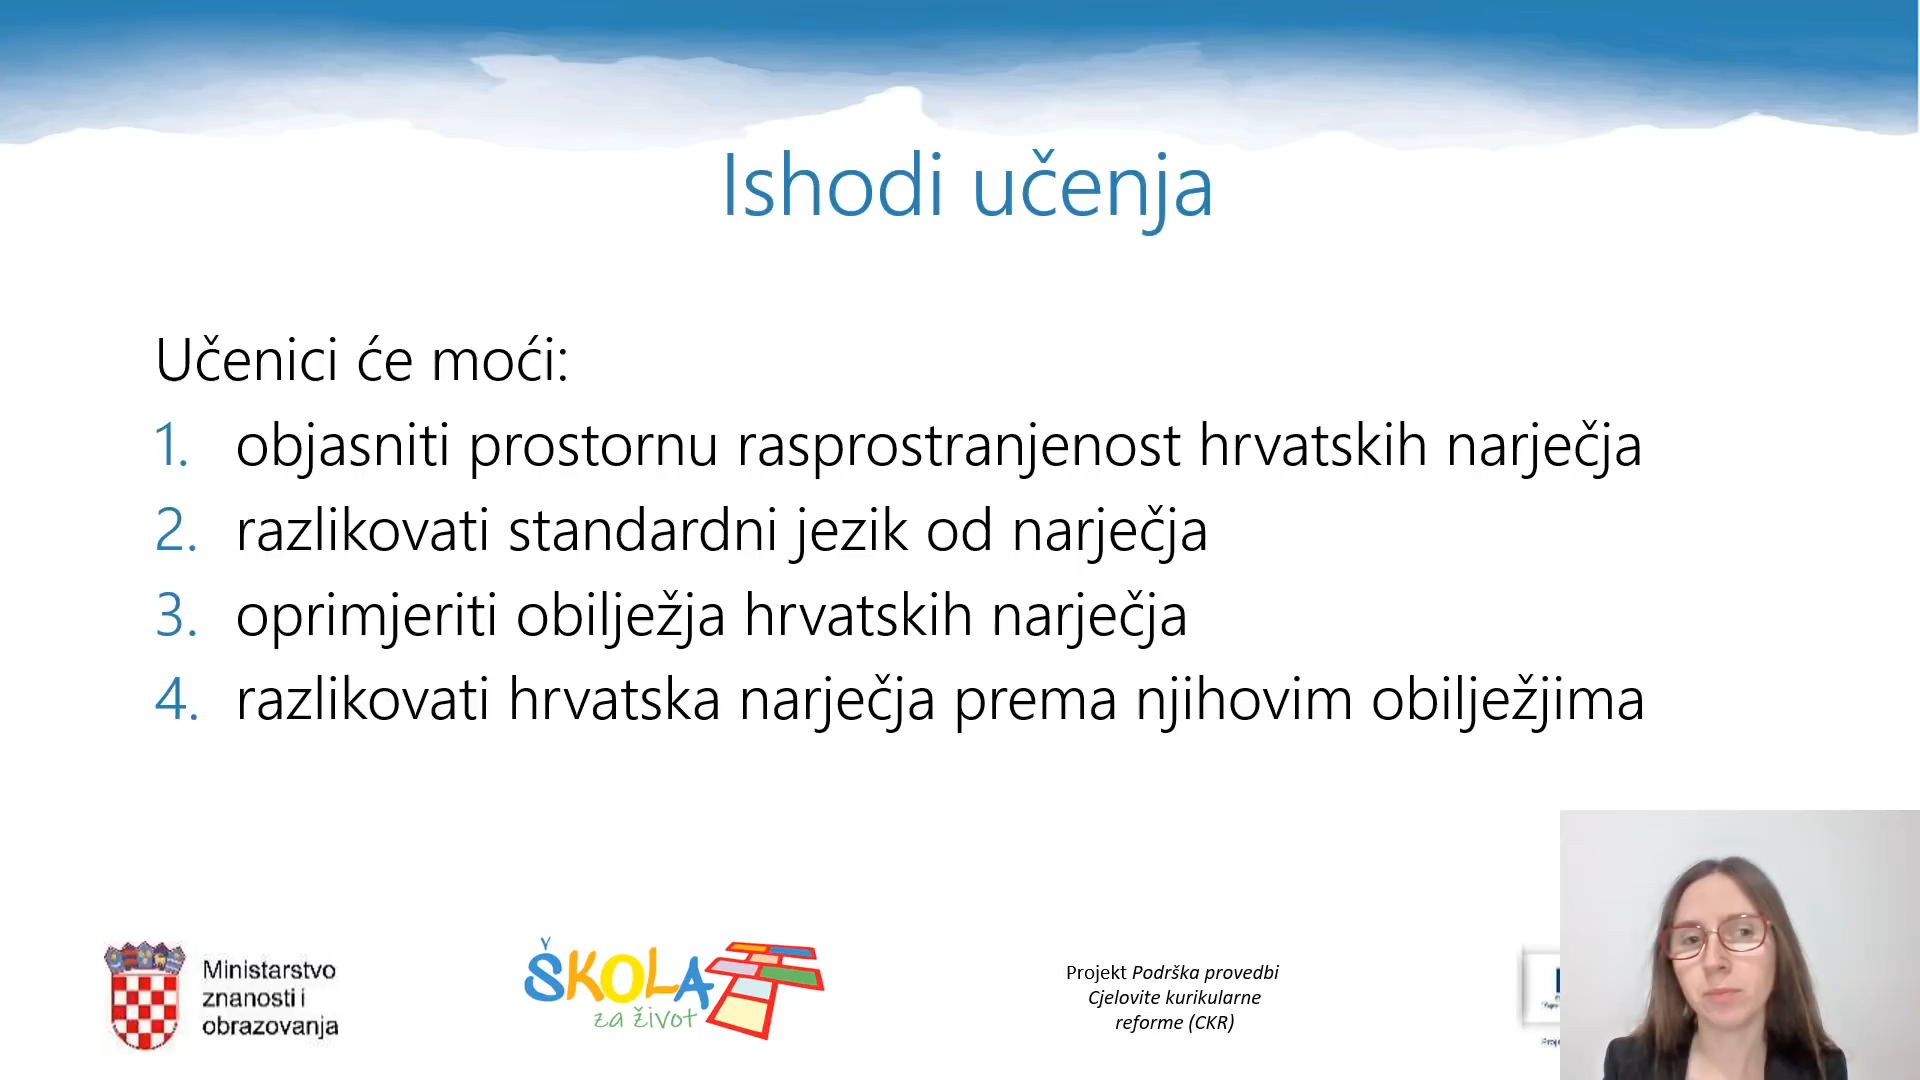 Ishodi učenja
Učenici će moći:
1. objasniti prostornu rasprostranjenost hrvatskih narječja
2. razlikovati standardni jezik od narječja
3. oprimjeriti obilježja hrvatskih narječja
4. razlikovati hrvatska narječja prema njihovim obilježjima
Ministarstvo
znanosti i
obrazovanja
ŠKOLA
za život
Projekt Podrška provedbi
Cjelovite kurikularne
reforme (CKR)